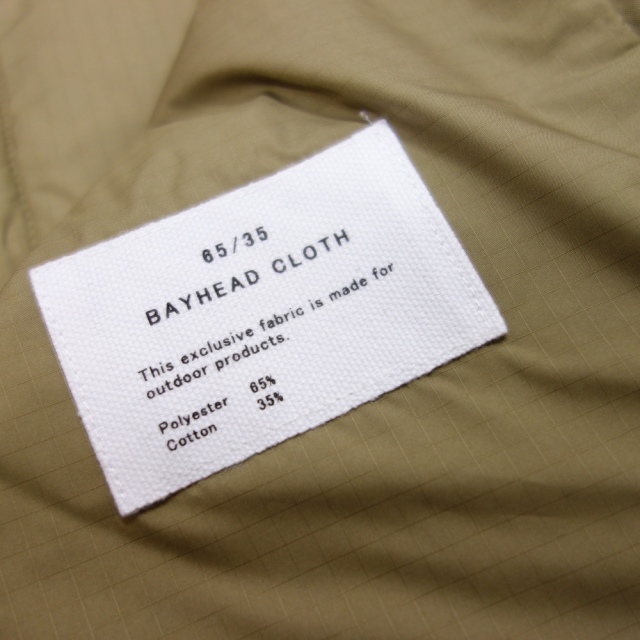 65/35
BAYHEAD CLOTH
This exclusive fabric is made for
outdoor products.
Polyester 65%
Cotton 35%